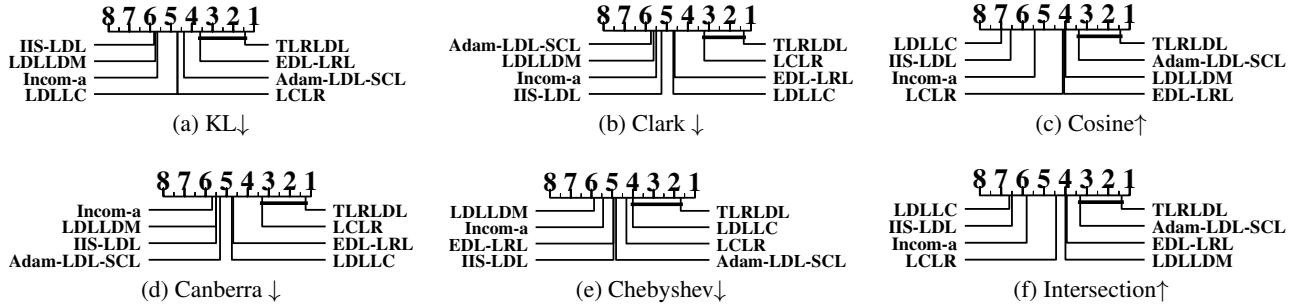 8 7 6 5 4 3 2 1
IIS-LDL TLRLDL
LDLLDM EDL-LRL
Incom-a Adam-LDL-SCL
LDLLC LCLR
(a) KL↓
8 7 6 5 4 3 2 1
Adam-LDL-SCL TLRLDL
LDLLDM LCLR
Incom-a EDL-LRL
IIS-LDL LDLLC
(b) Clark ↓
8 7 6 5 4 3 2 1
LDLLC TLRLDL
IIS-LDL Adam-LDL-SCL
Incom-a LDLLDM
LCLR EDL-LRL
(c) Cosine↑
8 7 6 5 4 3 2 1
Incom-a TLRLDL
LDLLDM LCLR
IIS-LDL EDL-LRL
Adam-LDL-SCL LDLLC
(d) Canberra ↓
8 7 6 5 4 3 2 1
LDLLDM TLRLDL
Incom-a LDLLC
EDL-LRL LCLR
IIS-LDL Adam-LDL-SCL
(e) Chebyshev↓
8 7 6 5 4 3 2 1
LDLLC TLRLDL
IIS-LDL Adam-LDL-SCL
Incom-a EDL-LRL
LCLR LDLLDM
(f) Intersection↑